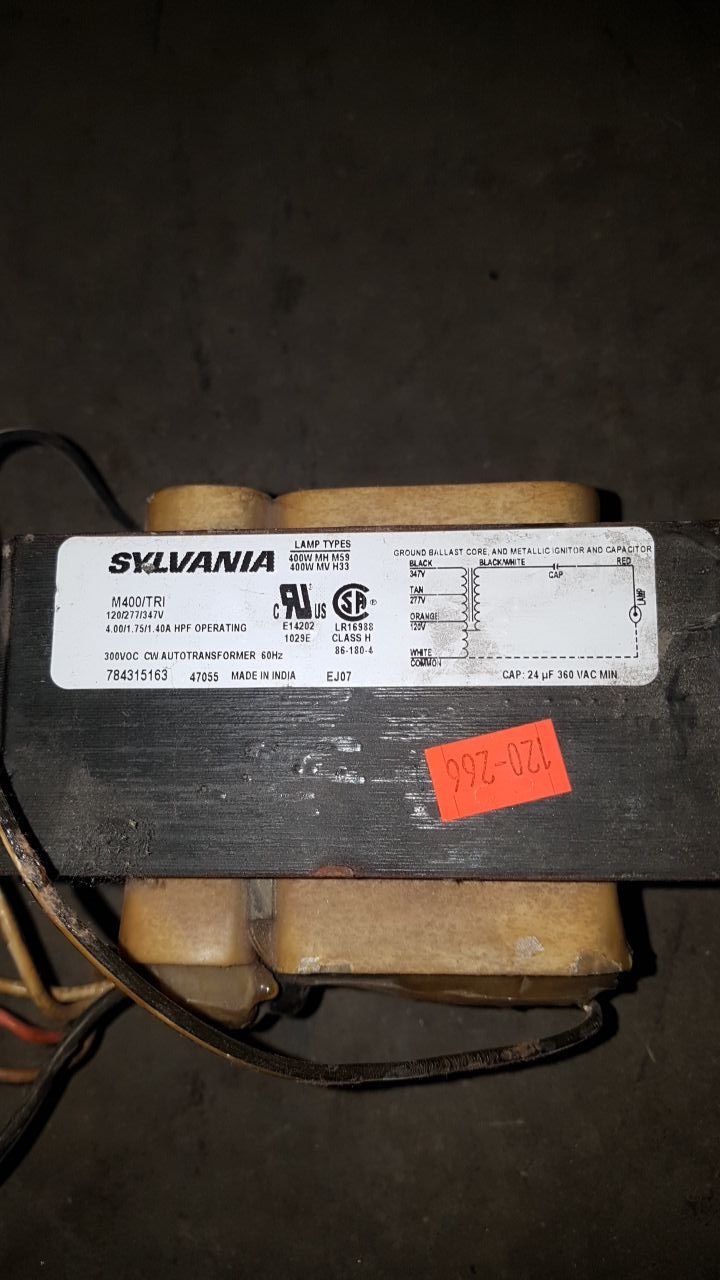 SYLVANIA
M400/TRI
120/277/347V
4.00/1.75/1.40A HPF OPERATING
300VOC CW AUTOTRANSFORMER 60Hz
784315163 47055 MADE IN INDIA EJ07
LAMP TYPES
400W MH M59
400W MV H33
C RU US
E14202
1029E
SA ®
LR16988
CLASS H
86-180-4
GROUND BALLAST CORE, AND METALLIC IGNITOR AND CAPACITOR
BLACK
347V
TAN
277V
ORANGE
120V
WHITE
COMMON
BLACK/WHITE
CAP
RED
LAMP
CAP: 24 µF 360 VAC MIN.
120-266